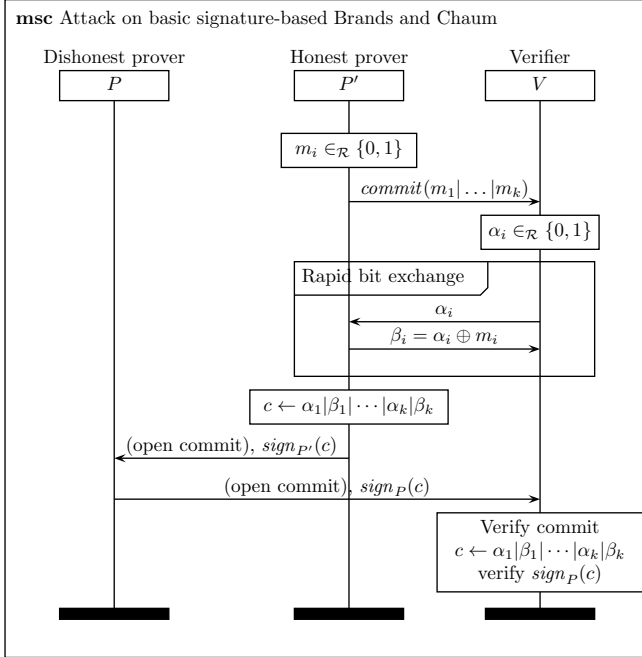 msc Attack on basic signature-based Brands and Chaum
Dishonest prover Honest prover Verifier
P P′ V
mᵢ ∈_ℛ {0, 1}
commit(m₁| … |mₖ)
αᵢ ∈_ℛ {0, 1}
Rapid bit exchange
αᵢ
βᵢ = αᵢ ⊕ mᵢ
c ← α₁|β₁| ⋯ |αₖ|βₖ
(open commit), sign_P′(c)
(open commit), sign_P(c)
Verify commit
c ← α₁|β₁| ⋯ |αₖ|βₖ
verify sign_P(c)